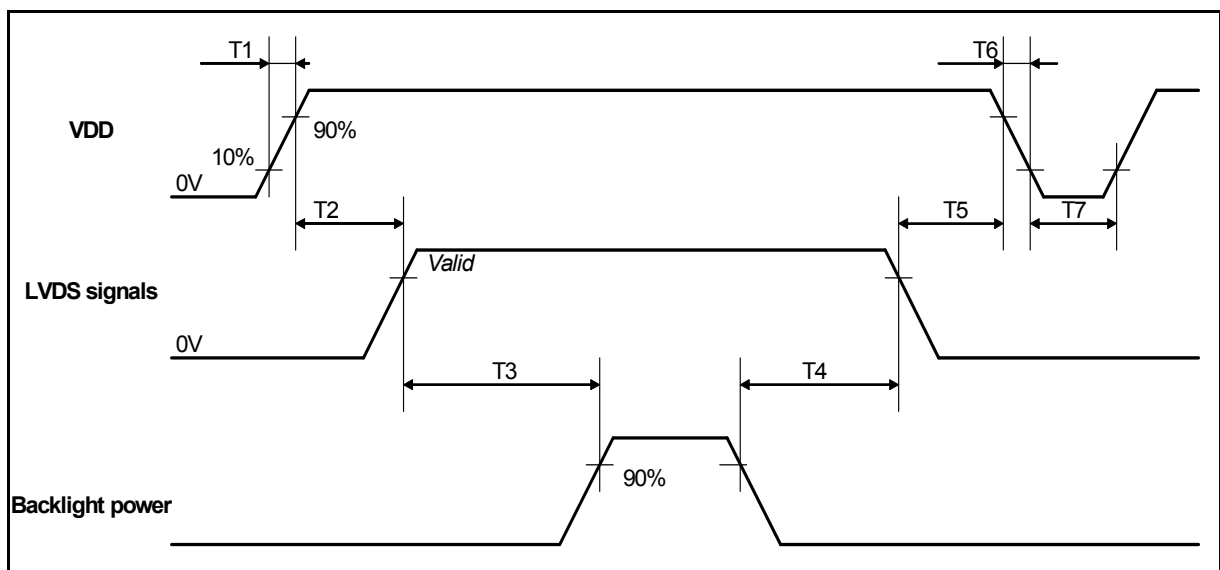 T1
T6
VDD
90%
10%
0V
T2
T5
T7
Valid
LVDS signals
0V
T3
T4
90%
Backlight power